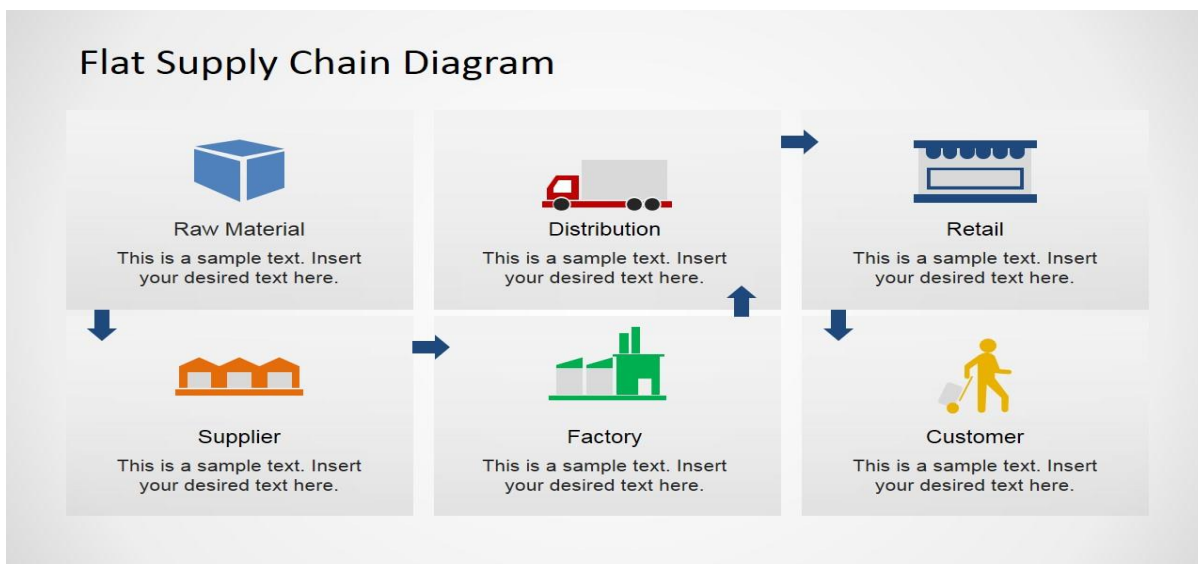 Flat Supply Chain Diagram
Raw Material
This is a sample text. Insert
your desired text here.
Distribution
This is a sample text. Insert
your desired text here.
Retail
This is a sample text. Insert
your desired text here.
Supplier
This is a sample text. Insert
your desired text here.
Factory
This is a sample text. Insert
your desired text here.
Customer
This is a sample text. Insert
your desired text here.